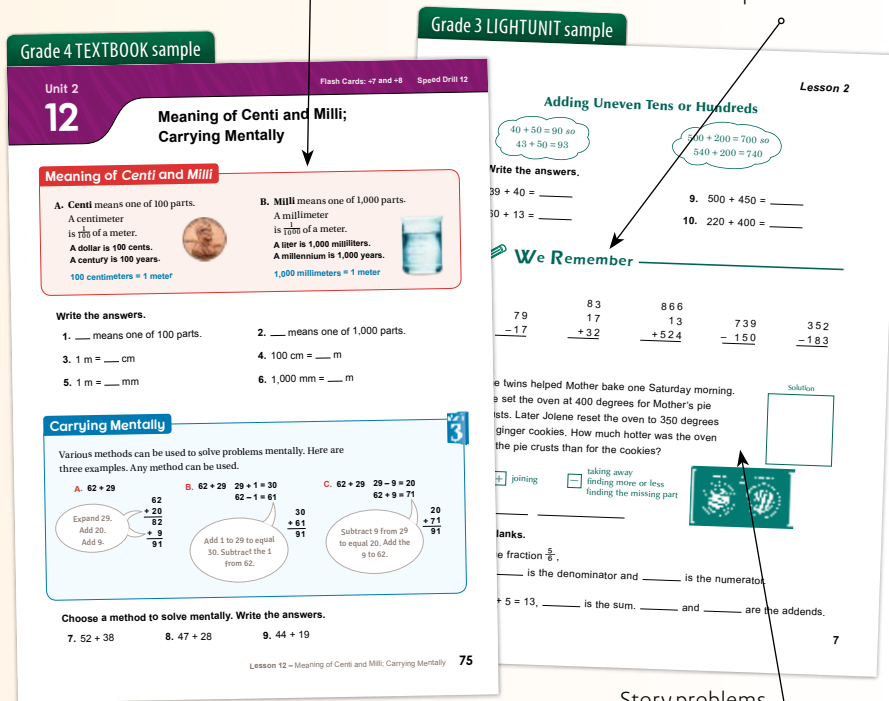 Grade 4 TEXTBOOK sample
Unit 2
12
Flash Cards: ÷7 and ÷8 Speed Drill 12
Meaning of Centi and Milli;
Carrying Mentally
Meaning of Centi and Milli
A. Centi means one of 100 parts.
A centimeter
is 1/100 of a meter.
A dollar is 100 cents.
A century is 100 years.
100 centimeters = 1 meter
B. Milli means one of 1,000 parts.
A millimeter
is 1/1000 of a meter.
A liter is 1,000 milliliters.
A millennium is 1,000 years.
1,000 millimeters = 1 meter
Write the answers.
1. ___ means one of 100 parts.
2. ___ means one of 1,000 parts.
3. 1 m = ___ cm
4. 100 cm = ___ m
5. 1 m = ___ mm
6. 1,000 mm = ___ m
Carrying Mentally
3
Various methods can be used to solve problems mentally. Here are
three examples. Any method can be used.
A. 62 + 29
Expand 29.
Add 20.
Add 9.
62
+ 20
82
+ 9
91
B. 62 + 29 29 + 1 = 30
62 – 1 = 61
Add 1 to 29 to equal
30. Subtract the 1
from 62.
30
+ 61
91
C. 62 + 29 29 – 9 = 20
62 + 9 = 71
Subtract 9 from 29
to equal 20. Add the
9 to 62.
20
+ 71
91
Choose a method to solve mentally. Write the answers.
7. 52 + 38 8. 47 + 28 9. 44 + 19
Lesson 12 – Meaning of Centi and Milli; Carrying Mentally 75
Grade 3 LIGHTUNIT sample
Lesson 2
Adding Uneven Tens or Hundreds
40 + 50 = 90 so
43 + 50 = 93
500 + 200 = 700 so
540 + 200 = 740
Write the answers.
39 + 40 = ___
60 + 13 = ___
9. 500 + 450 = ___
10. 220 + 400 = ___
We Remember
79
– 17
83
17
+ 32
866
13
+ 524
739
– 150
352
– 183
twins helped Mother bake one Saturday morning.
set the oven at 400 degrees for Mother's pie
Later Jolene reset the oven to 350 degrees
ginger cookies. How much hotter was the oven
the pie crusts than for the cookies?
Solution
+ joining
– taking away
finding more or less
finding the missing part
fraction 5/6,
___ is the denominator and ___ is the numerator.
+ 5 = 13, ___ is the sum. ___ and ___ are the addends.
7
Story problems